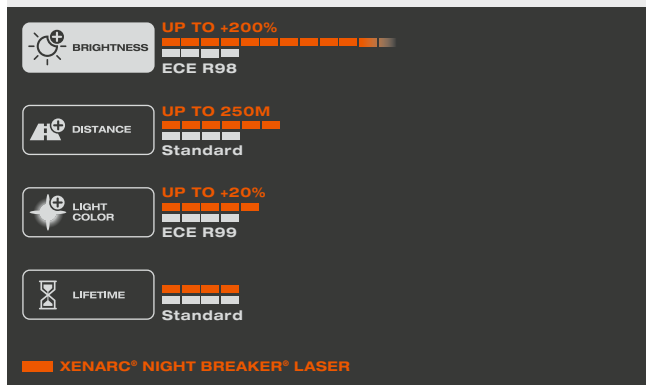 UP TO +200%
BRIGHTNESS
ECE R98
UP TO 250M
DISTANCE
Standard
UP TO +20%
LIGHT
COLOR
ECE R99
LIFETIME
Standard
XENARC® NIGHT BREAKER® LASER